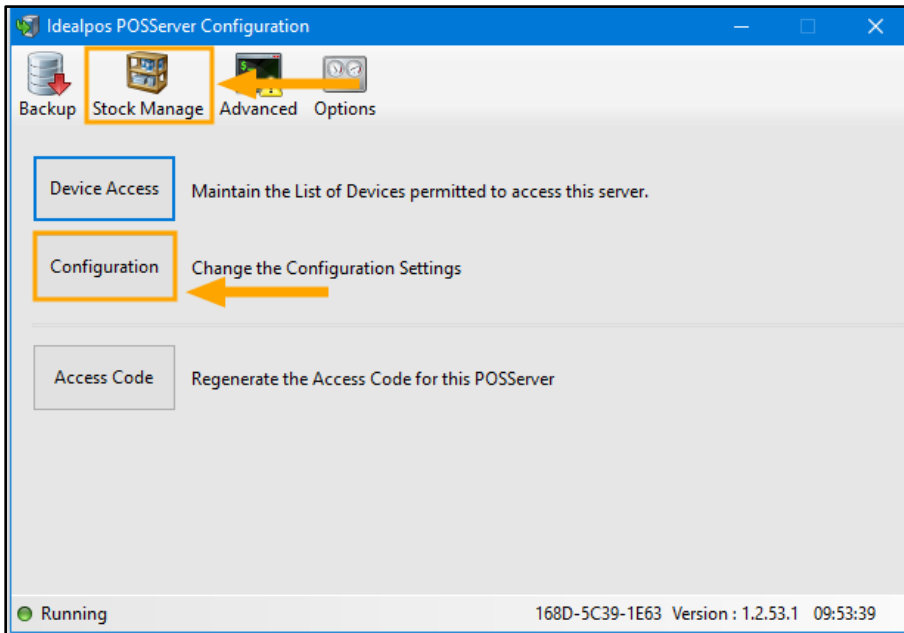 Idealpos POSServer Configuration
Backup Stock Manage Advanced Options
Device Access Maintain the List of Devices permitted to access this server.
Configuration Change the Configuration Settings
Access Code Regenerate the Access Code for this POSServer
Running 168D-5C39-1E63 Version : 1.2.53.1 09:53:39